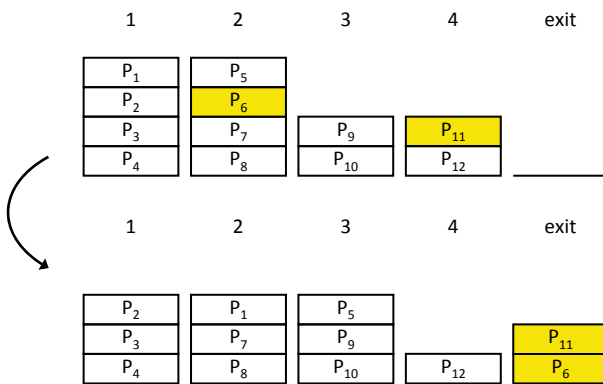 1 2 3 4 exit
P₁ P₅
P₂ P₆
P₃ P₇ P₉ P₁₁
P₄ P₈ P₁₀ P₁₂
1 2 3 4 exit
P₂ P₁ P₅
P₃ P₇ P₉ P₁₁
P₄ P₈ P₁₀ P₁₂ P₆